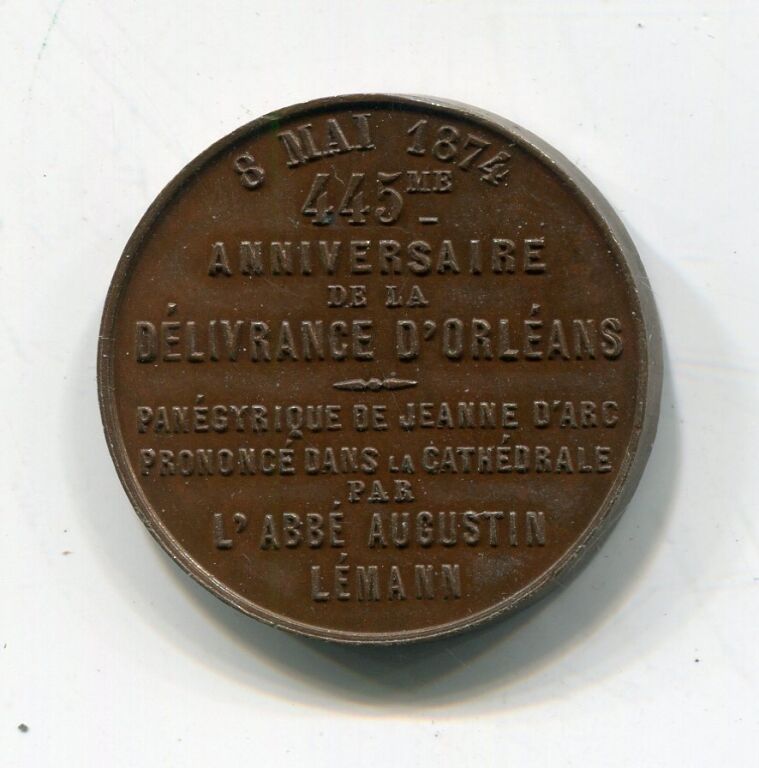 8 MAI 1874
445ME
ANNIVERSAIRE
DE LA
DÉLIVRANCE D'ORLÉANS
PANÉGYRIQUE DE JEANNE D'ARC
PRONONCÉ DANS LA CATHÉDRALE
PAR
L'ABBÉ AUGUSTIN
LÉMANN